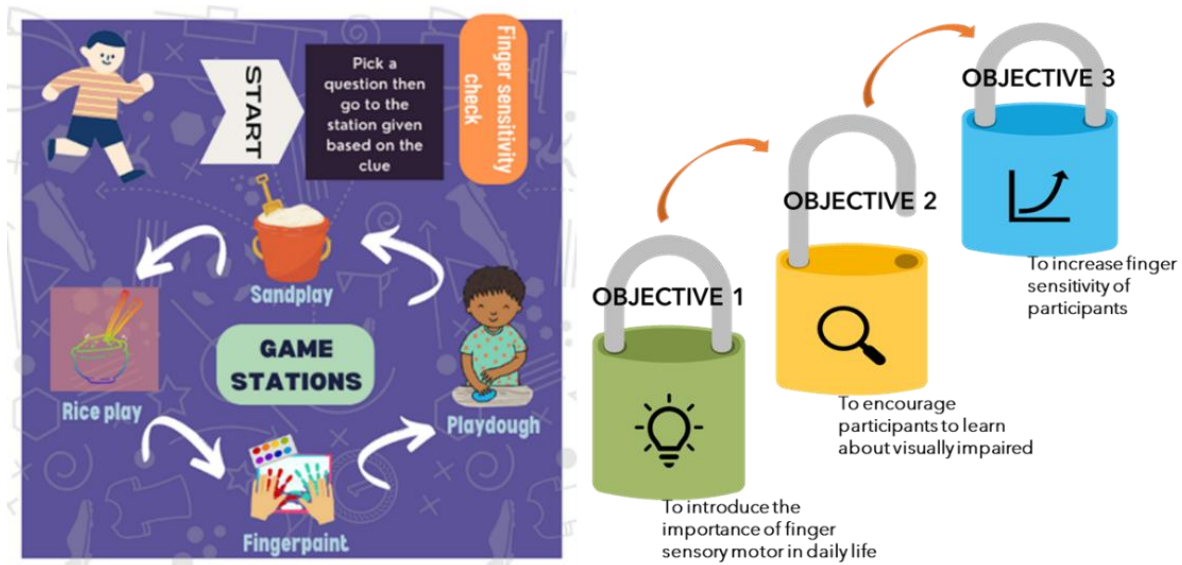 START
Pick a
question then
go to the
station given
based on the
clue
Finger sensitivity
check
Sandplay
Rice play
GAME
STATIONS
Playdough
Fingerpaint
OBJECTIVE 1
To introduce the
importance of finger
sensory motor in daily life
OBJECTIVE 2
To encourage
participants to learn
about visually impaired
OBJECTIVE 3
To increase finger
sensitivity of
participants